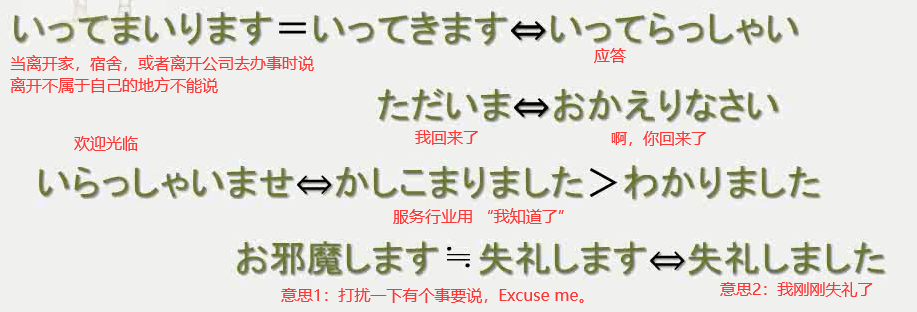 いってまいります＝いってきます⇔いってらっしゃい
当离开家，宿舍，或者离开公司去办事时说
离开不属于自己的地方不能说
应答
ただいま⇔おかえりなさい
我回来了
啊，你回来了
欢迎光临
いらっしゃいませ⇔かしこまりました＞わかりました
服务行业用 “我知道了”
お邪魔します≒失礼します⇔失礼しました
意思1：打扰一下有个事要说，Excuse me。
意思2：我刚刚失礼了